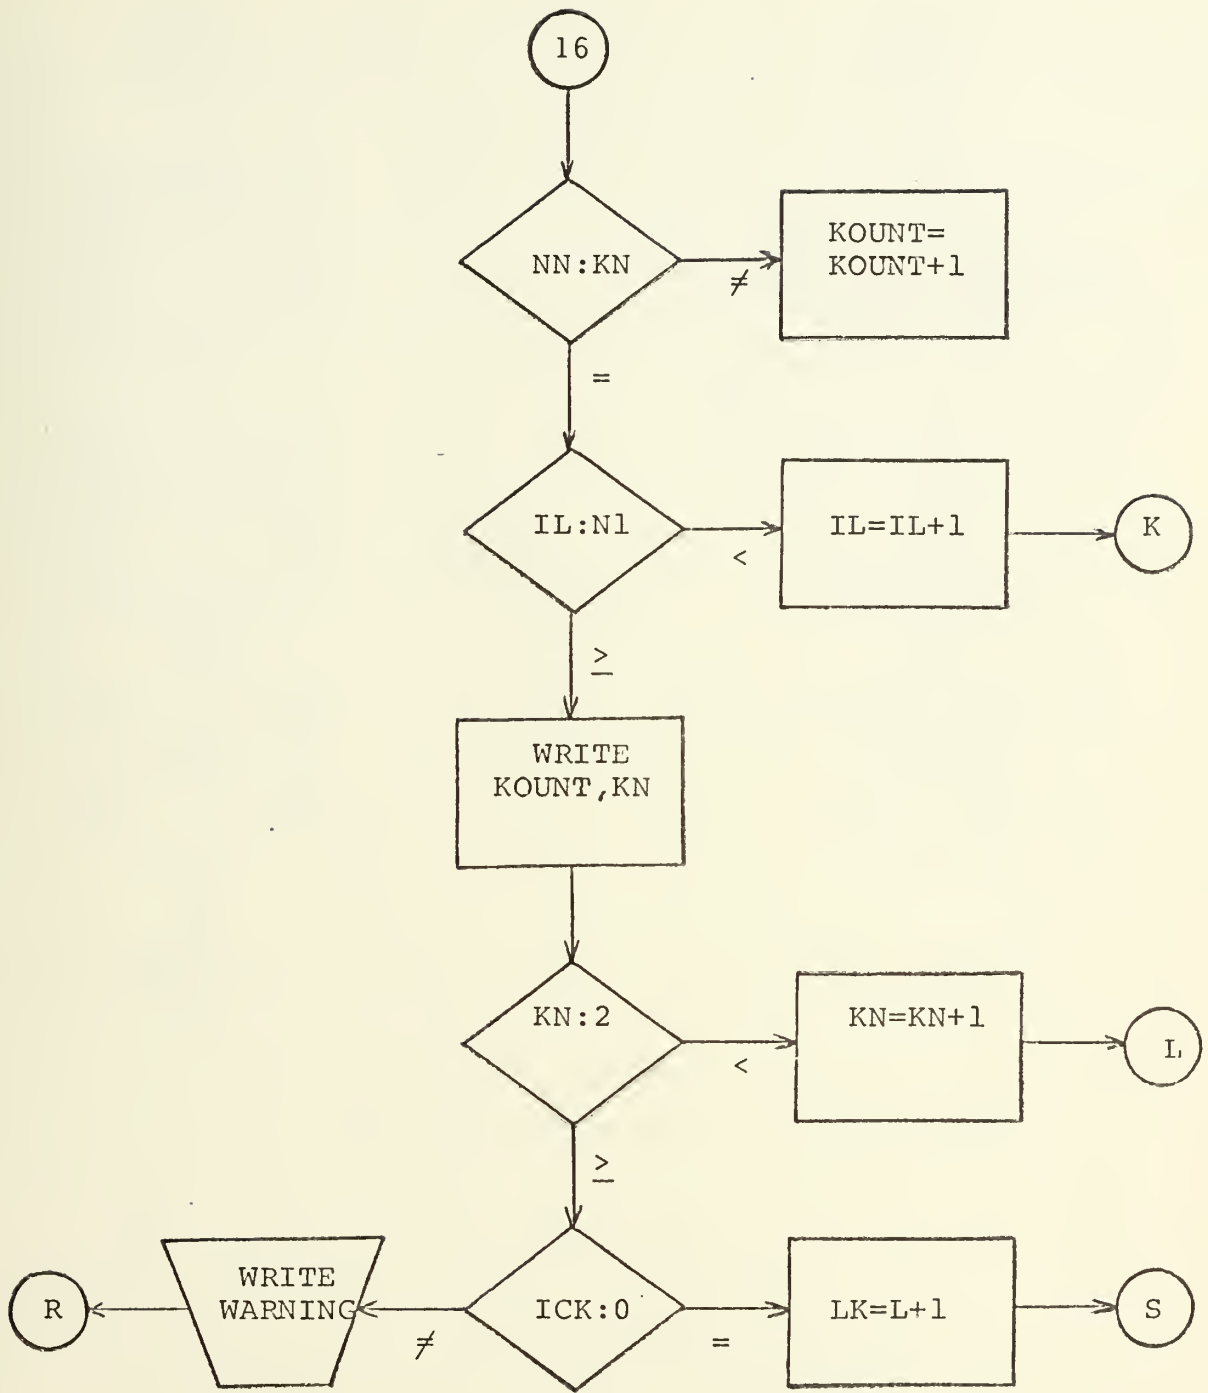 16
NN:KN
≠
KOUNT=
KOUNT+1
=
IL:N1
<
IL=IL+1
K
≥
WRITE
KOUNT,KN
KN:2
<
KN=KN+1
L
≥
R
WRITE
WARNING
≠
ICK:0
=
LK=L+1
S